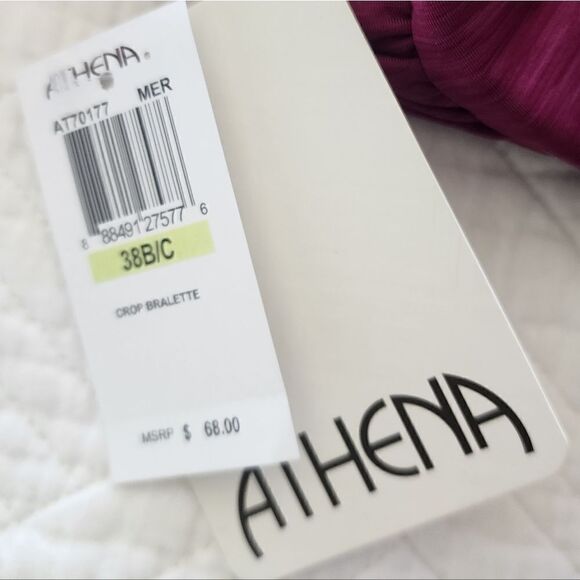 ATHENA®
AT70177 MER
8 88491 27577 6
38B/C
CROP BRALETTE
MSRP $ 68.00
ATHENA